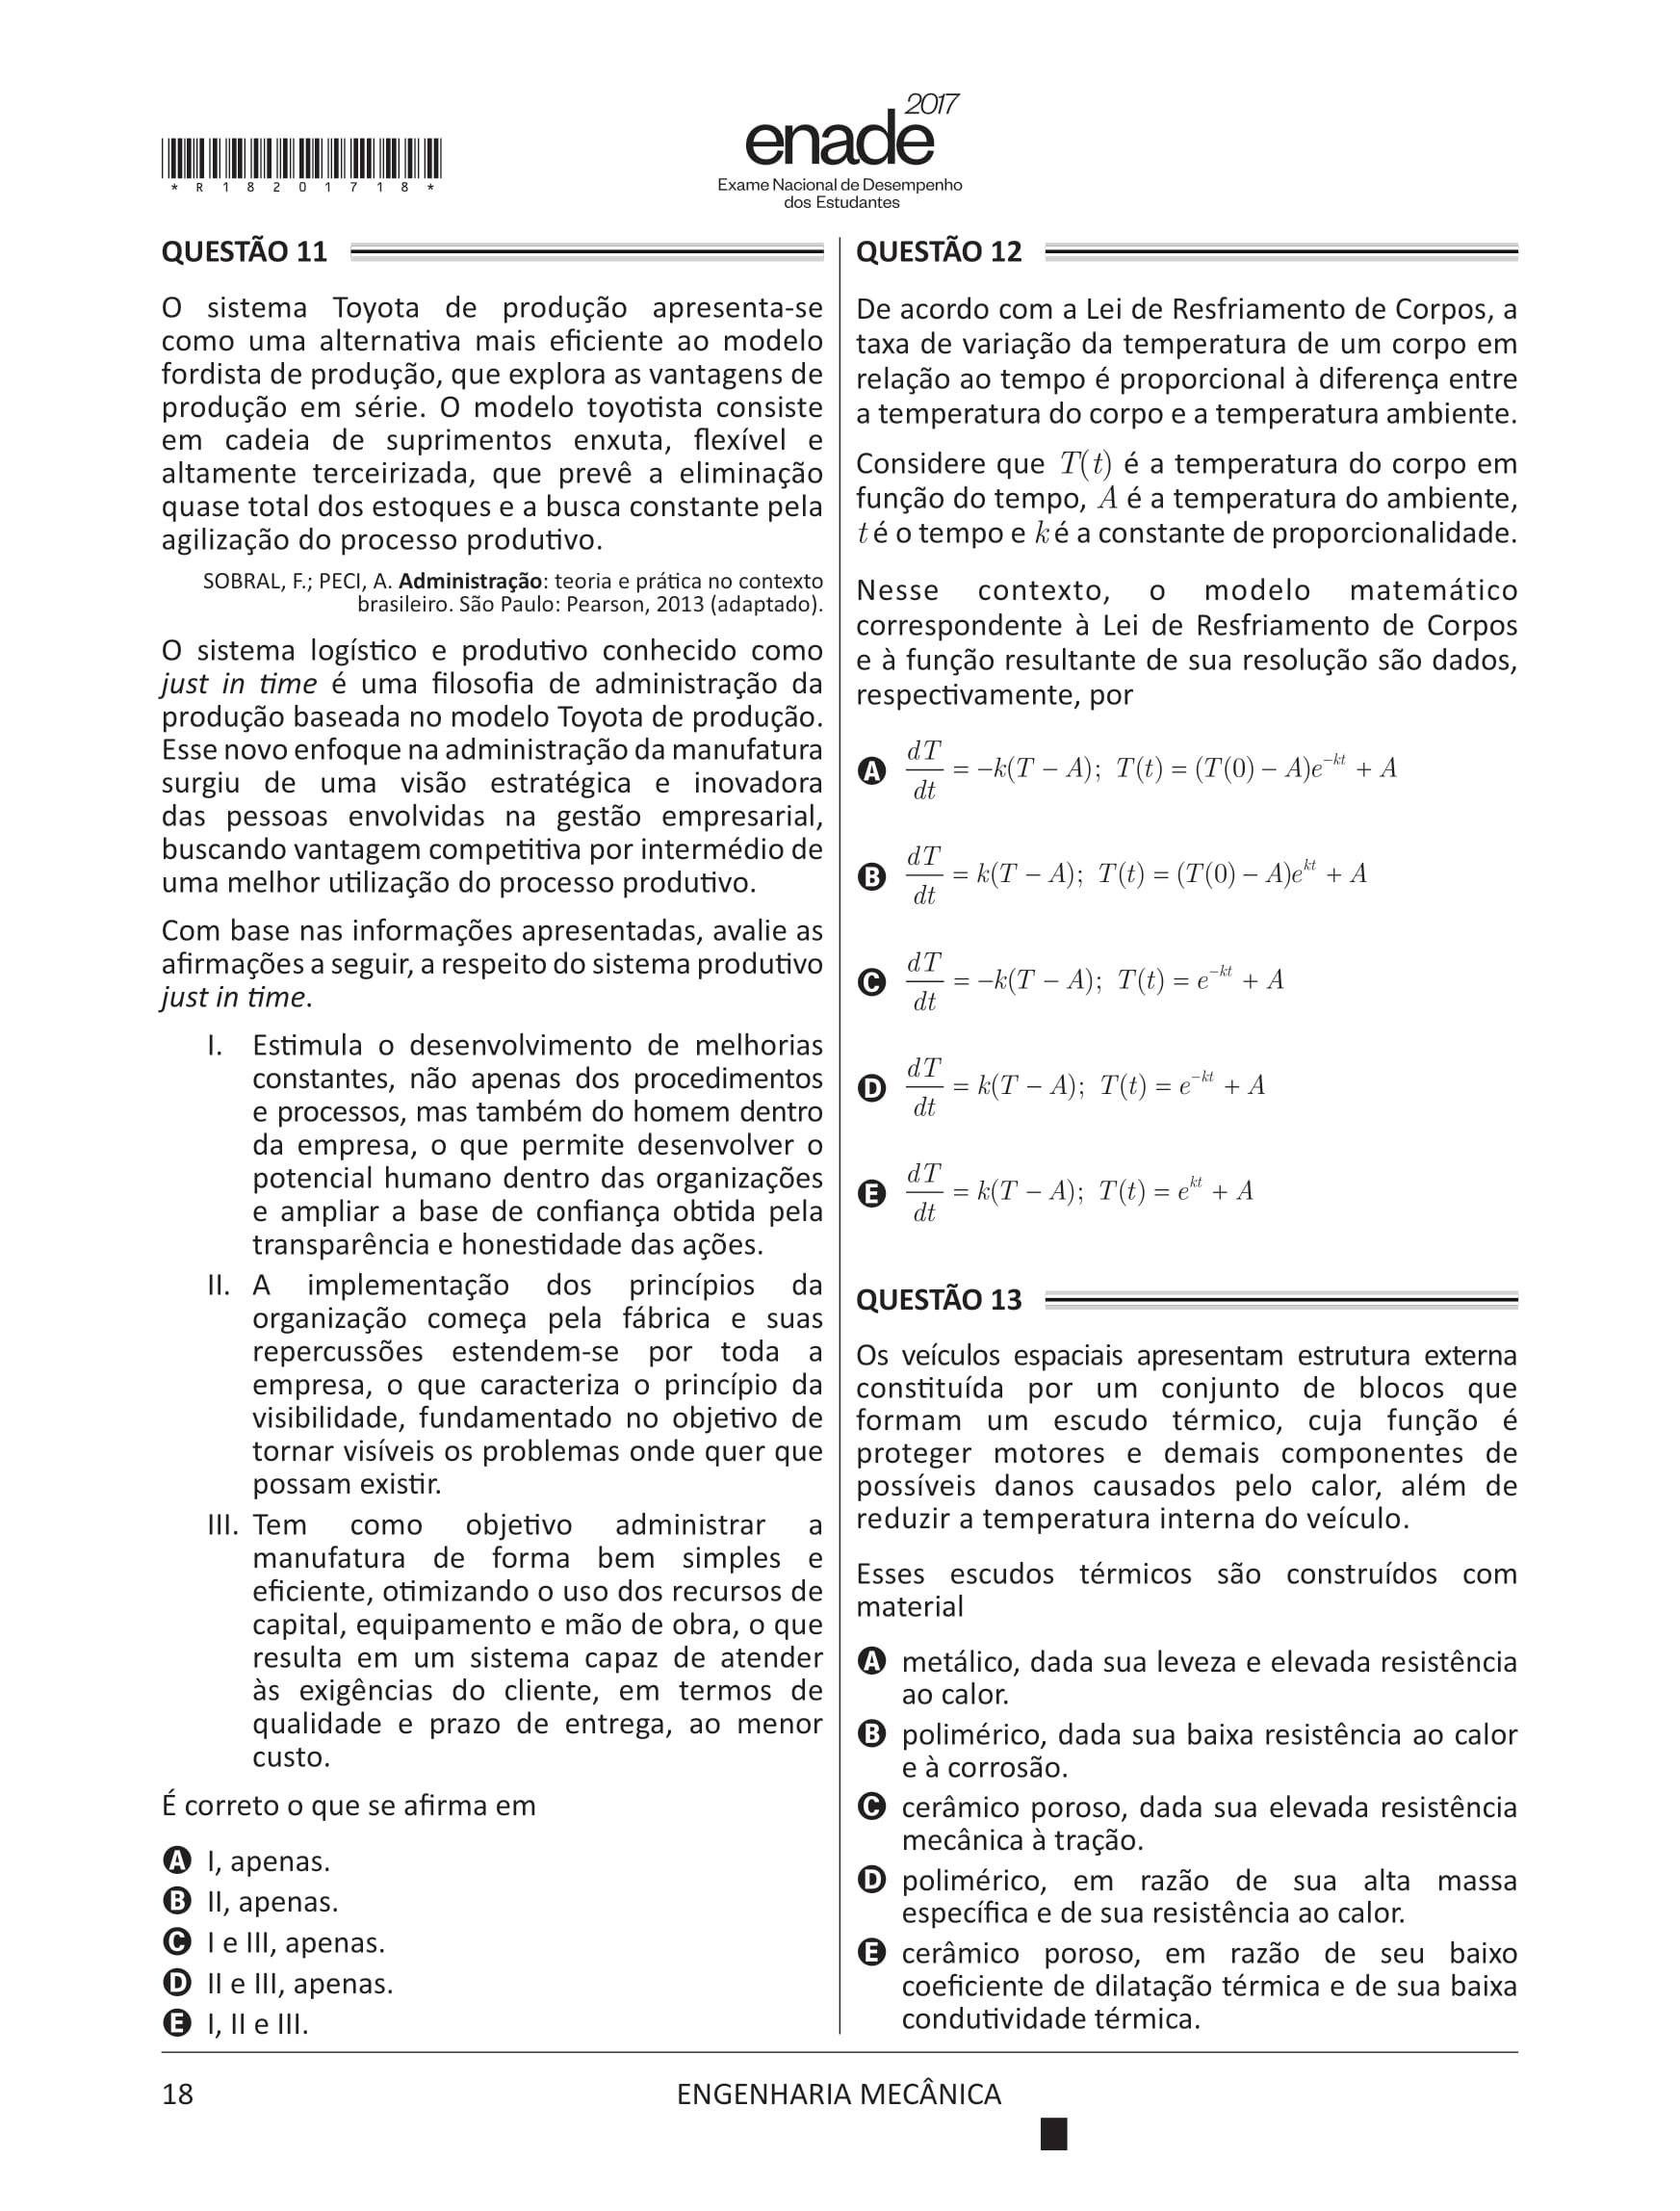 * R 1 8 2 0 1 7 1 8 *
2017
enade
Exame Nacional de Desempenho
dos Estudantes
QUESTÃO 11
O sistema Toyota de produção apresenta-se
como uma alternativa mais eficiente ao modelo
fordista de produção, que explora as vantagens de
produção em série. O modelo toyotista consiste
em cadeia de suprimentos enxuta, flexível e
altamente terceirizada, que prevê a eliminação
quase total dos estoques e a busca constante pela
agilização do processo produtivo.
SOBRAL, F.; PECI, A. Administração: teoria e prática no contexto
brasileiro. São Paulo: Pearson, 2013 (adaptado).
O sistema logístico e produtivo conhecido como
just in time é uma filosofia de administração da
produção baseada no modelo Toyota de produção.
Esse novo enfoque na administração da manufatura
surgiu de uma visão estratégica e inovadora
das pessoas envolvidas na gestão empresarial,
buscando vantagem competitiva por intermédio de
uma melhor utilização do processo produtivo.
Com base nas informações apresentadas, avalie as
afirmações a seguir, a respeito do sistema produtivo
just in time.
I. Estimula o desenvolvimento de melhorias
constantes, não apenas dos procedimentos
e processos, mas também do homem dentro
da empresa, o que permite desenvolver o
potencial humano dentro das organizações
e ampliar a base de confiança obtida pela
transparência e honestidade das ações.
II. A implementação dos princípios da
organização começa pela fábrica e suas
repercussões estendem-se por toda a
empresa, o que caracteriza o princípio da
visibilidade, fundamentado no objetivo de
tornar visíveis os problemas onde quer que
possam existir.
III. Tem como objetivo administrar a
manufatura de forma bem simples e
eficiente, otimizando o uso dos recursos de
capital, equipamento e mão de obra, o que
resulta em um sistema capaz de atender
às exigências do cliente, em termos de
qualidade e prazo de entrega, ao menor
custo.
É correto o que se afirma em
A I, apenas.
B II, apenas.
C I e III, apenas.
D II e III, apenas.
E I, II e III.
QUESTÃO 12
De acordo com a Lei de Resfriamento de Corpos, a
taxa de variação da temperatura de um corpo em
relação ao tempo é proporcional à diferença entre
a temperatura do corpo e a temperatura ambiente.
Considere que T(t) é a temperatura do corpo em
função do tempo, A é a temperatura do ambiente,
t é o tempo e k é a constante de proporcionalidade.
Nesse contexto, o modelo matemático
correspondente à Lei de Resfriamento de Corpos
e à função resultante de sua resolução são dados,
respectivamente, por
A dT/dt = −k(T − A); T(t) = (T(0) − A)e^{−kt} + A
B dT/dt = k(T − A); T(t) = (T(0) − A)e^{kt} + A
C dT/dt = −k(T − A); T(t) = e^{−kt} + A
D dT/dt = k(T − A); T(t) = e^{−kt} + A
E dT/dt = k(T − A); T(t) = e^{kt} + A
QUESTÃO 13
Os veículos espaciais apresentam estrutura externa
constituída por um conjunto de blocos que
formam um escudo térmico, cuja função é
proteger motores e demais componentes de
possíveis danos causados pelo calor, além de
reduzir a temperatura interna do veículo.
Esses escudos térmicos são construídos com
material
A metálico, dada sua leveza e elevada resistência
ao calor.
B polimérico, dada sua baixa resistência ao calor
e à corrosão.
C cerâmico poroso, dada sua elevada resistência
mecânica à tração.
D polimérico, em razão de sua alta massa
específica e de sua resistência ao calor.
E cerâmico poroso, em razão de seu baixo
coeficiente de dilatação térmica e de sua baixa
condutividade térmica.
18
ENGENHARIA MECÂNICA